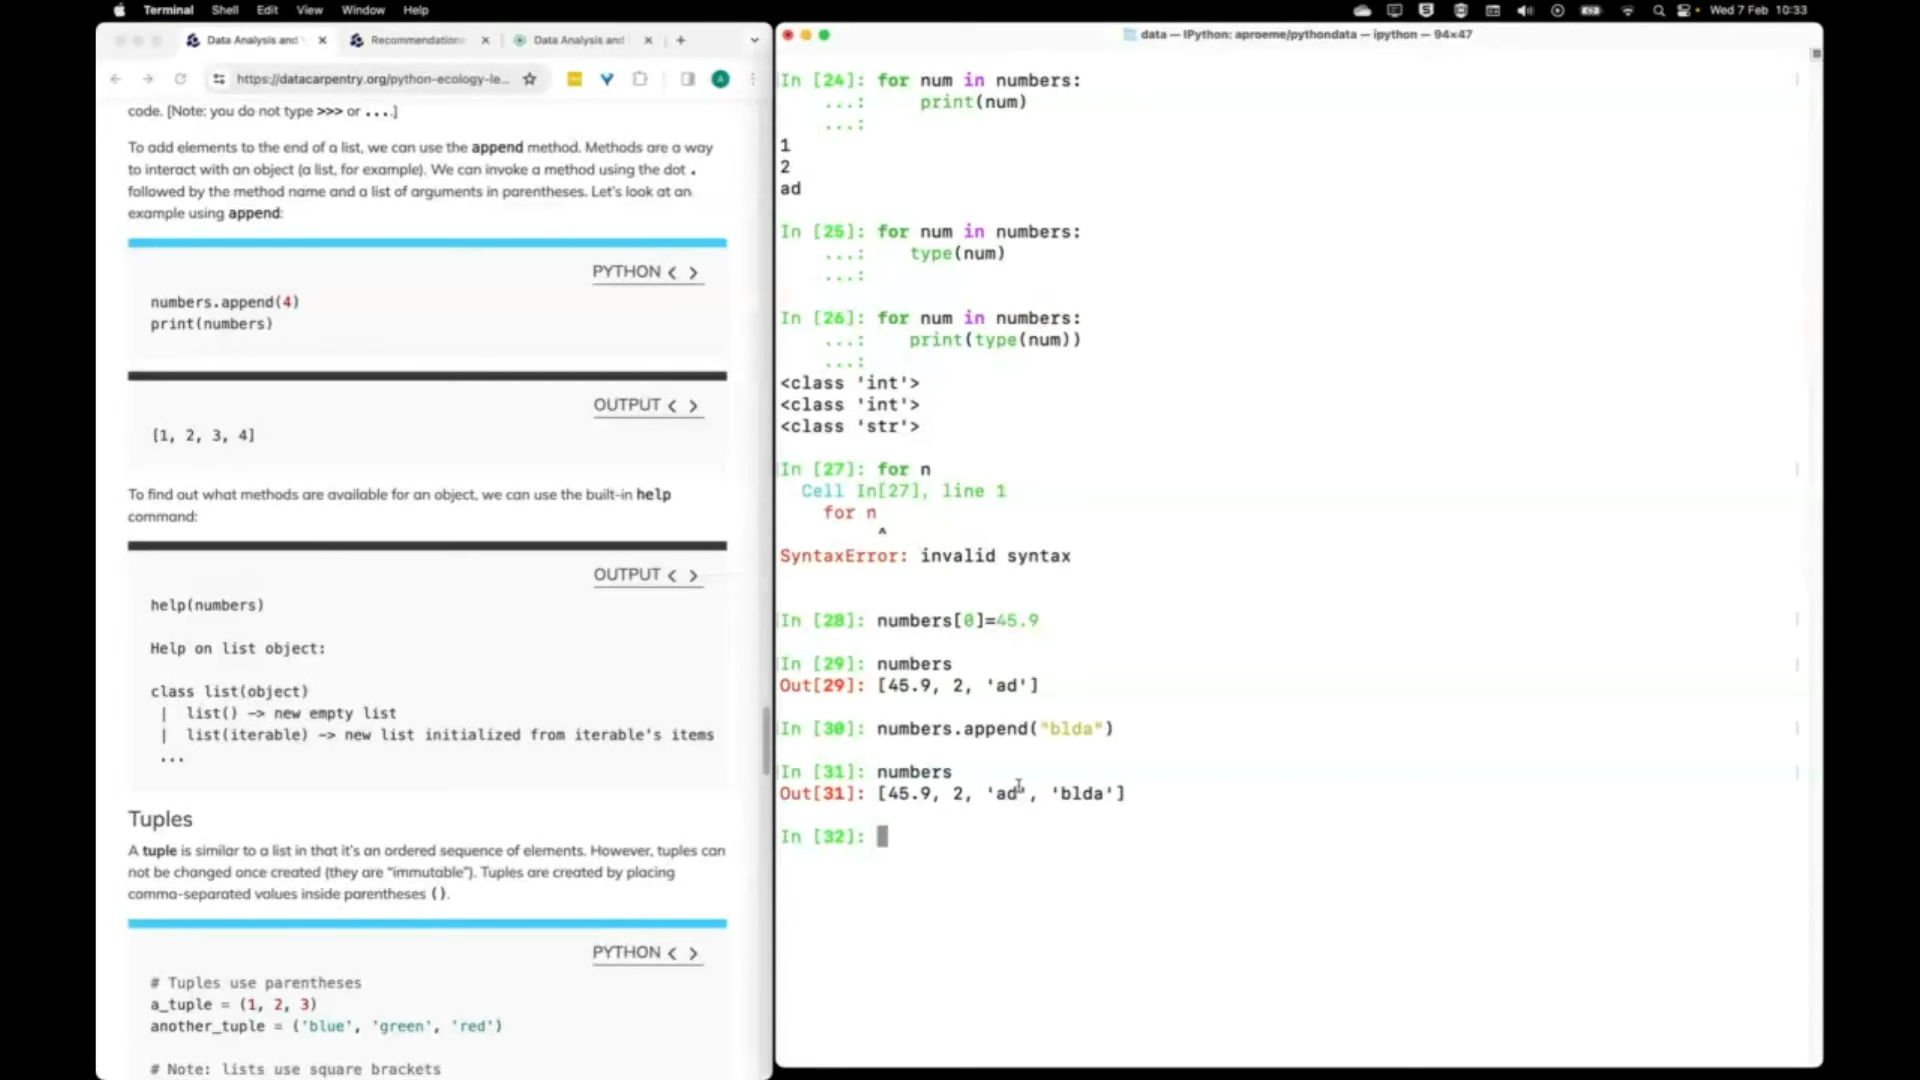 Terminal Shell Edit View Window Help
Wed 7 Feb 10:33
Data Analysis and
Recommendations
Data Analysis and
https://datacarpentry.org/python-ecology-le...
code. [Note: you do not type >>> or ....]
To add elements to the end of a list, we can use the append method. Methods are a way
to interact with an object (a list, for example). We can invoke a method using the dot .
followed by the method name and a list of arguments in parentheses. Let's look at an
example using append:
PYTHON < >
numbers.append(4)
print(numbers)
OUTPUT < >
[1, 2, 3, 4]
To find out what methods are available for an object, we can use the built-in help
command:
OUTPUT < >
help(numbers)
Help on list object:
class list(object)
| list() -> new empty list
| list(iterable) -> new list initialized from iterable's items
...
Tuples
A tuple is similar to a list in that it's an ordered sequence of elements. However, tuples can
not be changed once created (they are "immutable"). Tuples are created by placing
comma-separated values inside parentheses ().
PYTHON < >
# Tuples use parentheses
a_tuple = (1, 2, 3)
another_tuple = ('blue', 'green', 'red')
# Note: lists use square brackets
data — IPython: aproeme/pythondata — ipython — 94×47
In [24]: for num in numbers:
...: print(num)
...:
1
2
ad
In [25]: for num in numbers:
...: type(num)
...:
In [26]: for num in numbers:
...: print(type(num))
...:
<class 'int'>
<class 'int'>
<class 'str'>
In [27]: for n
Cell In[27], line 1
for n
^
SyntaxError: invalid syntax
In [28]: numbers[0]=45.9
In [29]: numbers
Out[29]: [45.9, 2, 'ad']
In [30]: numbers.append("blda")
In [31]: numbers
Out[31]: [45.9, 2, 'ad', 'blda']
In [32]: